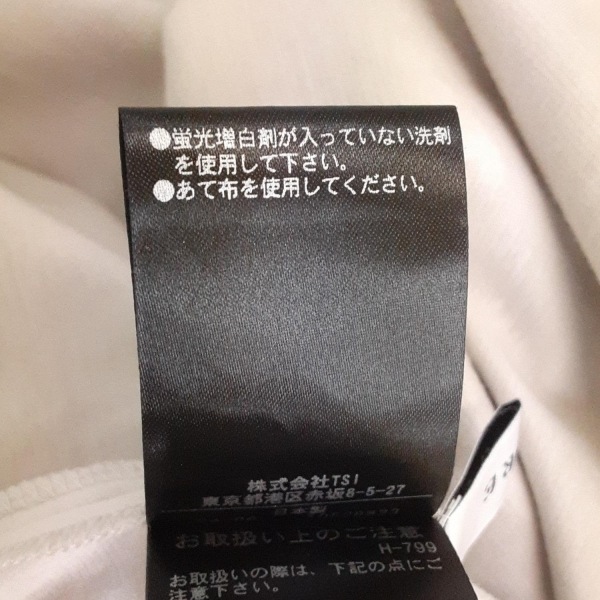 ●蛍光増白剤が入っていない洗剤
を使用して下さい。
●あて布を使用してください。
株式会社TSI
東京都港区赤坂8-5-27
日本製
お取扱い上のご注意
H-799
お取扱いの際は、下記の点にご
注意下さい。